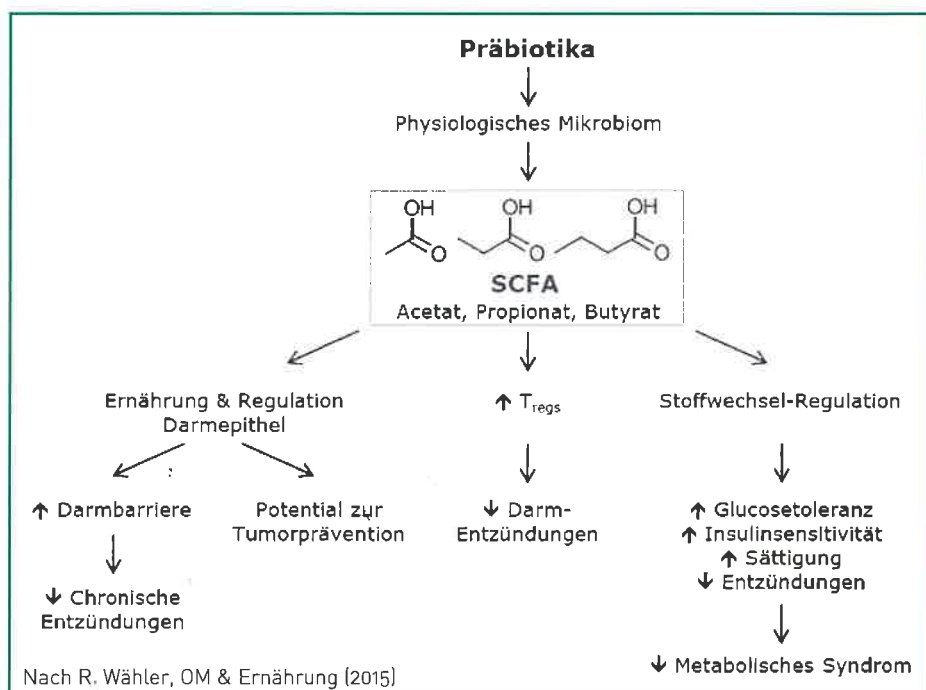 Präbiotika
Physiologisches Mikrobiom
OH
O
OH
O
OH
O
SCFA
Acetat, Propionat, Butyrat
Ernährung & Regulation
Darmepithel
↑ Darmbarriere
↓ Chronische
Entzündungen
Potential zur
Tumorprävention
↑ Tregs
↓ Darm-
Entzündungen
Stoffwechsel-Regulation
↑ Glucosetoleranz
↑ Insulinsensitivität
↑ Sättigung
↓ Entzündungen
↓ Metabolisches Syndrom
Nach R. Wähler, OM & Ernährung (2015)